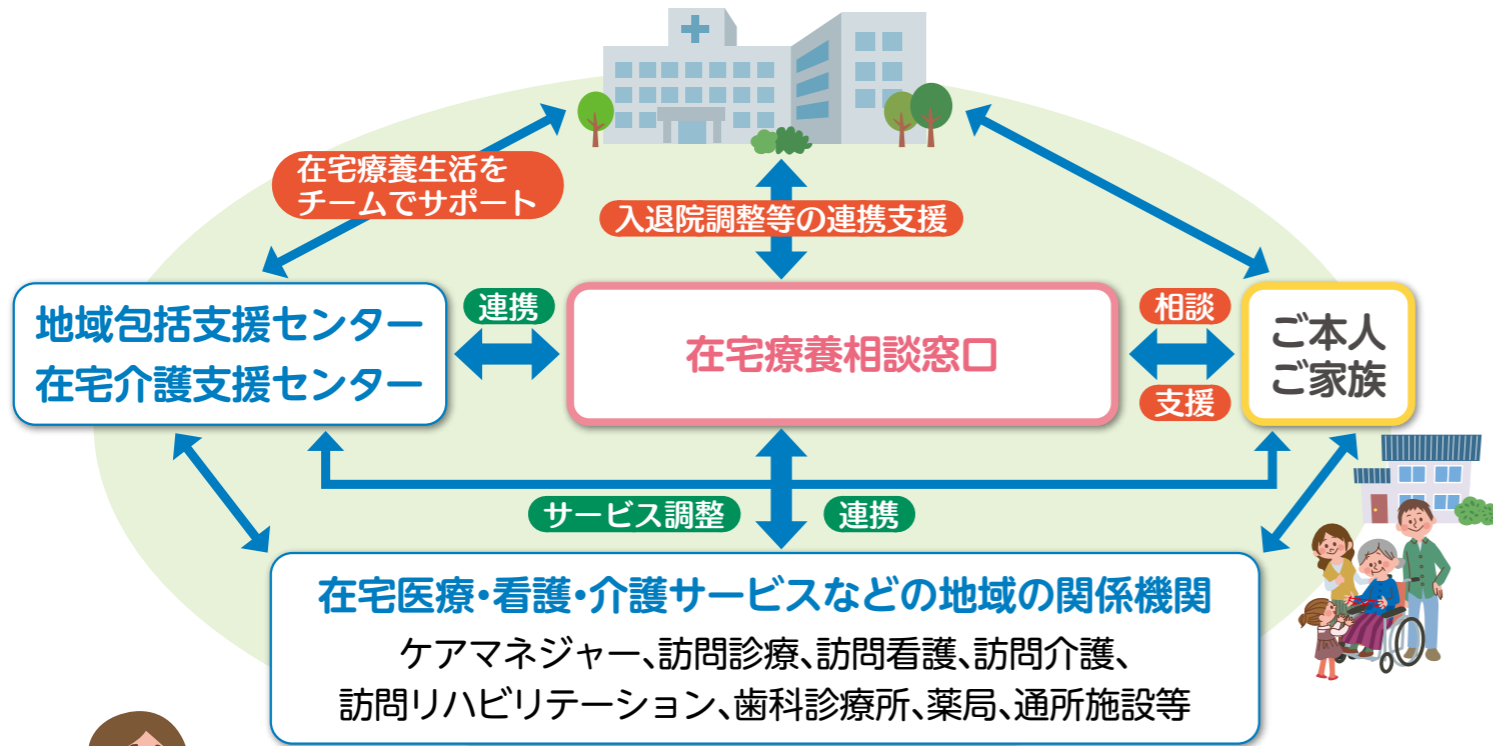 在宅療養生活を
チームでサポート
入退院調整等の連携支援
地域包括支援センター
在宅介護支援センター
連携
在宅療養相談窓口
相談
支援
ご本人
ご家族
サービス調整
連携
在宅医療・看護・介護サービスなどの地域の関係機関
ケアマネジャー、訪問診療、訪問看護、訪問介護、
訪問リハビリテーション、歯科診療所、薬局、通所施設等